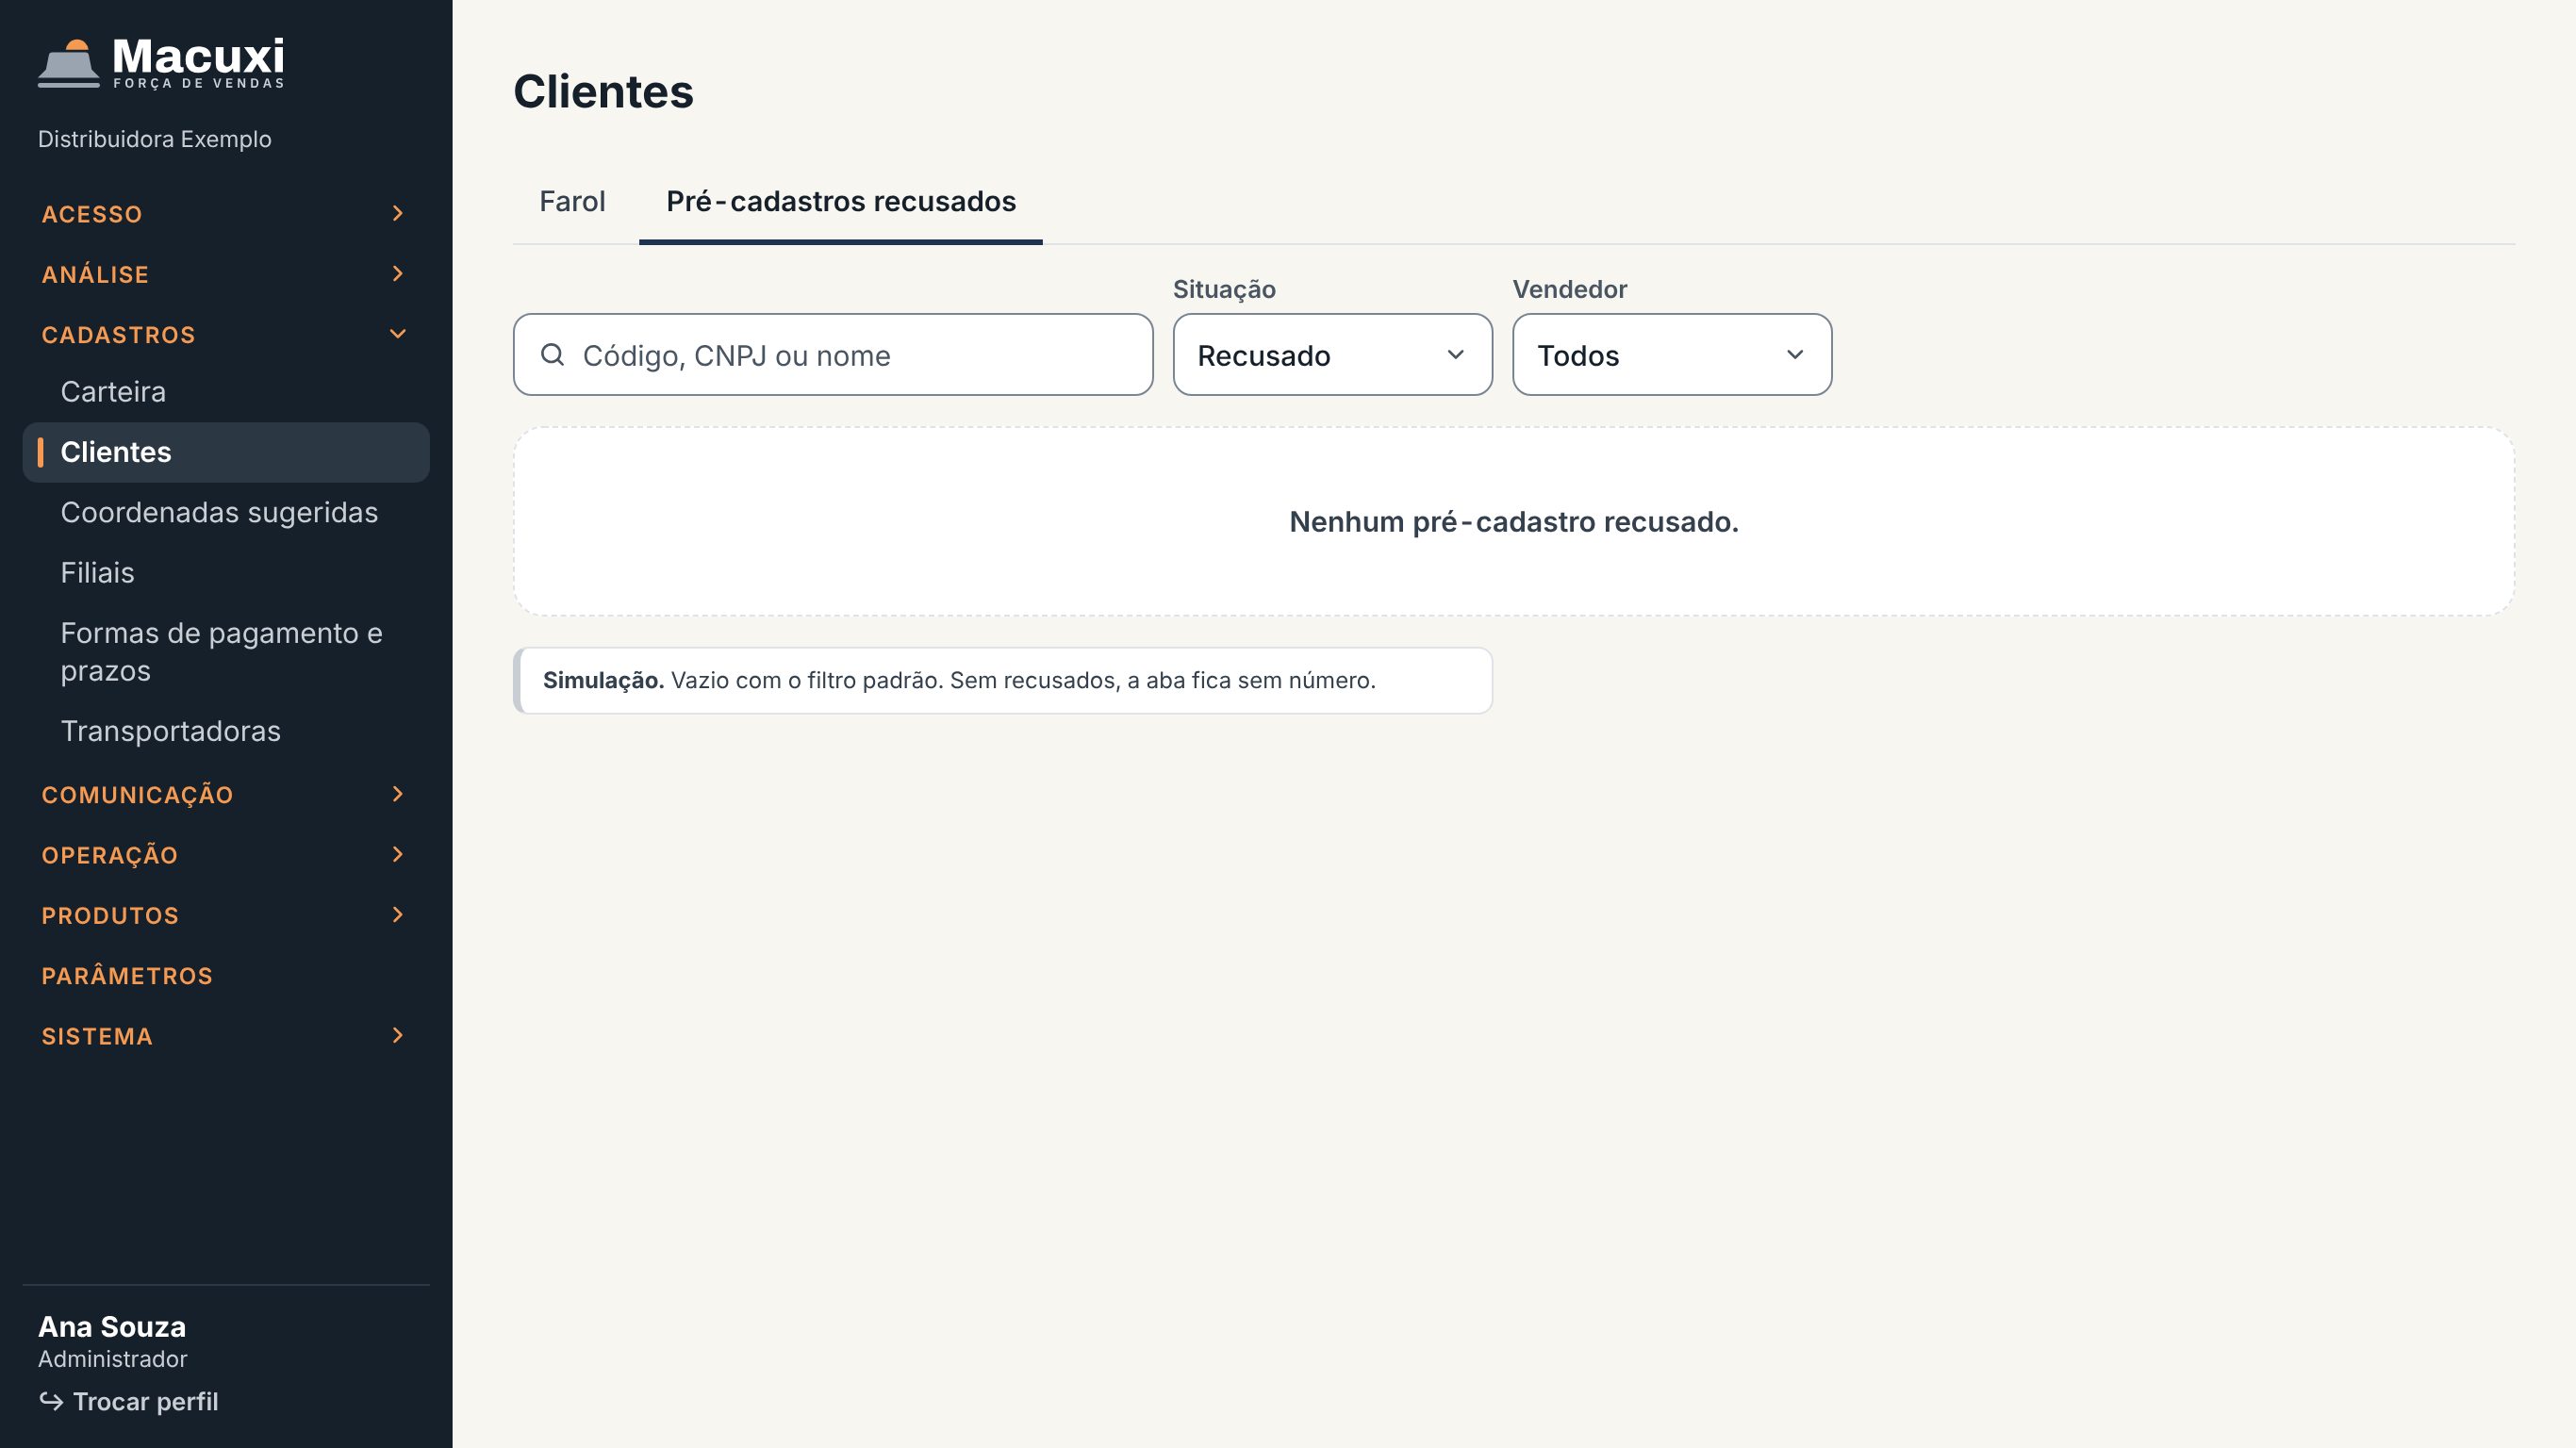 Macuxi
FORÇA DE VENDAS
Distribuidora Exemplo
ACESSO
ANÁLISE
CADASTROS
Carteira
Clientes
Coordenadas sugeridas
Filiais
Formas de pagamento e
prazos
Transportadoras
COMUNICAÇÃO
OPERAÇÃO
PRODUTOS
PARÂMETROS
SISTEMA
Ana Souza
Administrador
Trocar perfil
Clientes
Farol
Pré-cadastros recusados
Situação
Vendedor
Código, CNPJ ou nome
Recusado
Todos
Nenhum pré-cadastro recusado.
Simulação. Vazio com o filtro padrão. Sem recusados, a aba fica sem número.